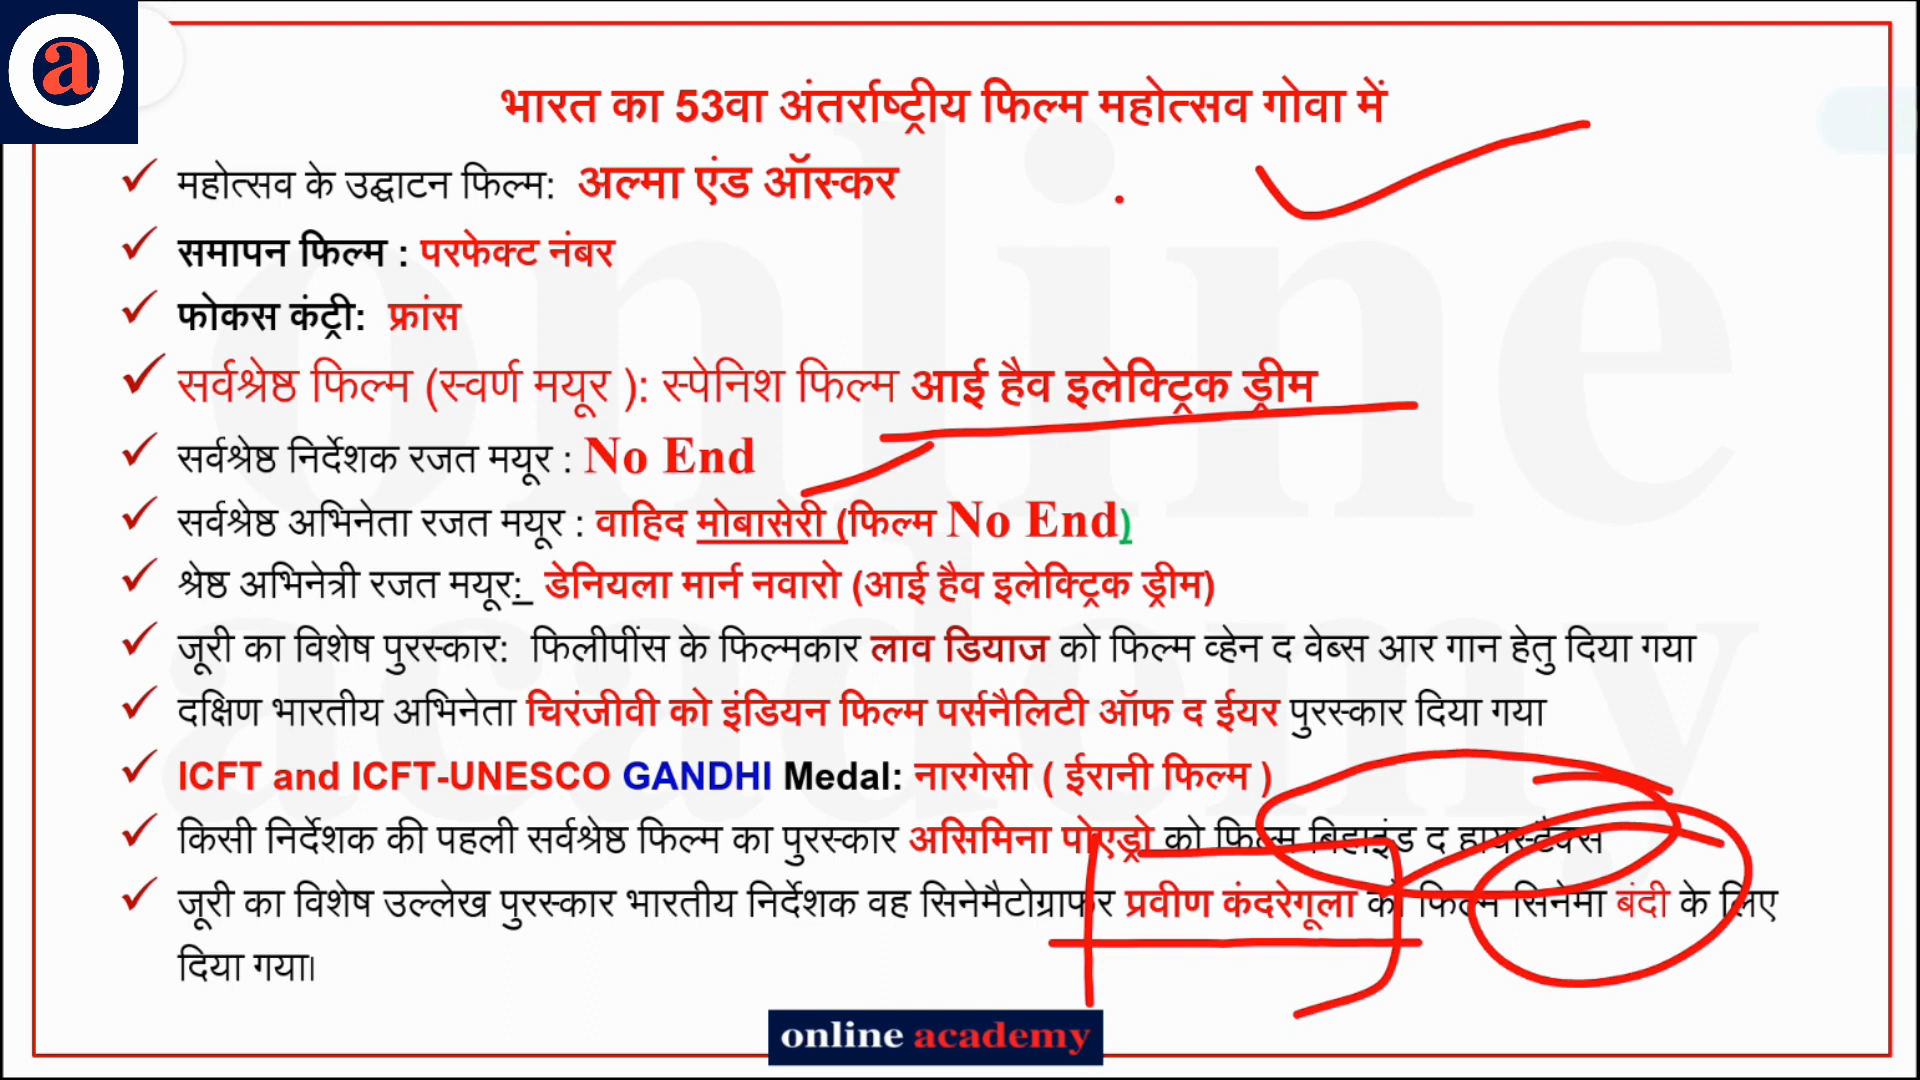 a
भारत का 53वा अंतर्राष्ट्रीय फिल्म महोत्सव गोवा में
महोत्सव के उद्घाटन फिल्म: अल्मा एंड ऑस्कर
समापन फिल्म : परफेक्ट नंबर
फोकस कंट्री: फ्रांस
सर्वश्रेष्ठ फिल्म (स्वर्ण मयूर ): स्पेनिश फिल्म आई हैव इलेक्ट्रिक ड्रीम
सर्वश्रेष्ठ निर्देशक रजत मयूर : No End
सर्वश्रेष्ठ अभिनेता रजत मयूर : वाहिद मोबासेरी (फिल्म No End)
श्रेष्ठ अभिनेत्री रजत मयूर: डेनियला मार्न नवारो (आई हैव इलेक्ट्रिक ड्रीम)
जूरी का विशेष पुरस्कार: फिलीपींस के फिल्मकार लाव डियाज को फिल्म व्हेन द वेब्स आर गान हेतु दिया गया
दक्षिण भारतीय अभिनेता चिरंजीवी को इंडियन फिल्म पर्सनैलिटी ऑफ द ईयर पुरस्कार दिया गया
ICFT and ICFT-UNESCO GANDHI Medal: नारगेसी ( ईरानी फिल्म )
किसी निर्देशक की पहली सर्वश्रेष्ठ फिल्म का पुरस्कार असिमिना पोएड्रो को फिल्म बिहाइंड द हायस्टैक्स
जूरी का विशेष उल्लेख पुरस्कार भारतीय निर्देशक वह सिनेमैटोग्राफर प्रवीण कंदरेगूला को फिल्म सिनेमा बंदी के लिए
दिया गया।
online academy
online
academy